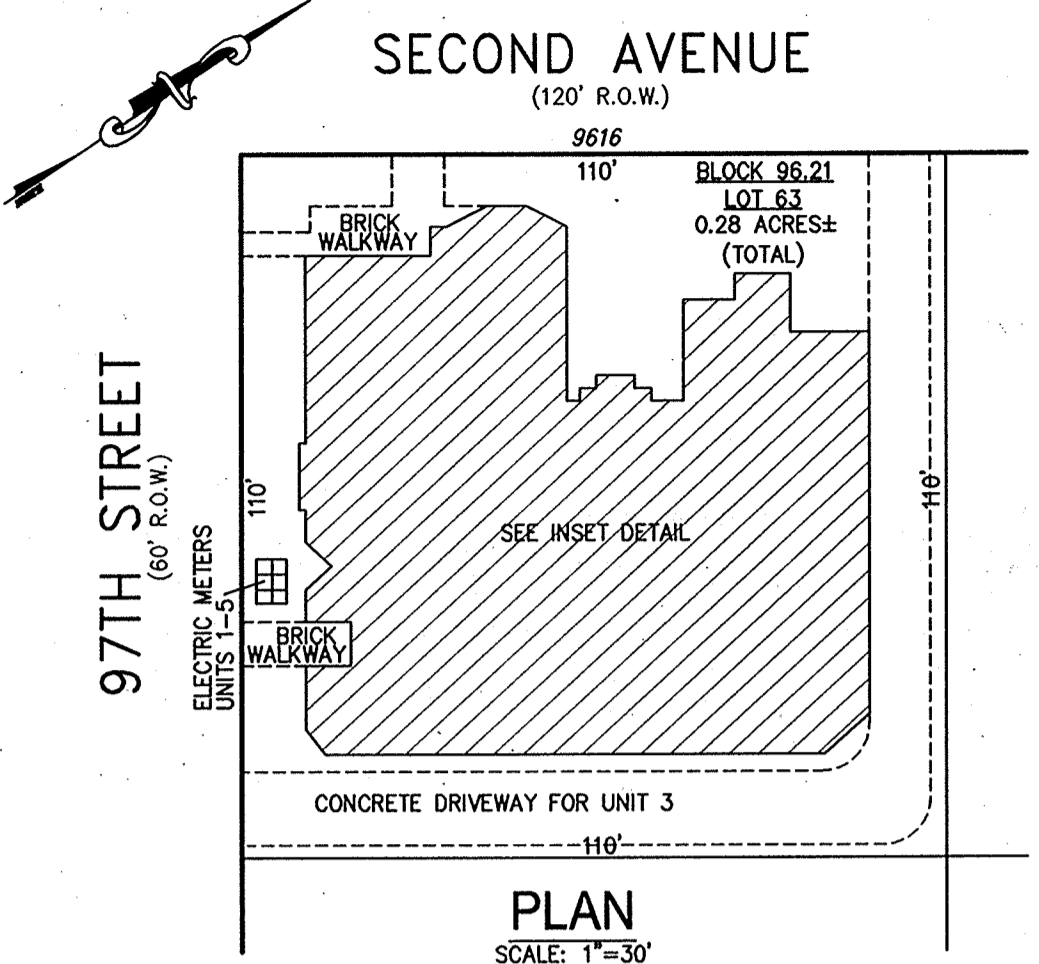 SECOND AVENUE
(120' R.O.W.)
9616
110'
BLOCK 96.21
LOT 63
0.28 ACRES±
(TOTAL)
BRICK
WALKWAY
97TH STREET
(60' R.O.W.)
110'
110'
SEE INSET DETAIL
ELECTRIC METERS
UNITS 1-5
BRICK
WALKWAY
CONCRETE DRIVEWAY FOR UNIT 3
110'
PLAN
SCALE: 1"=30'